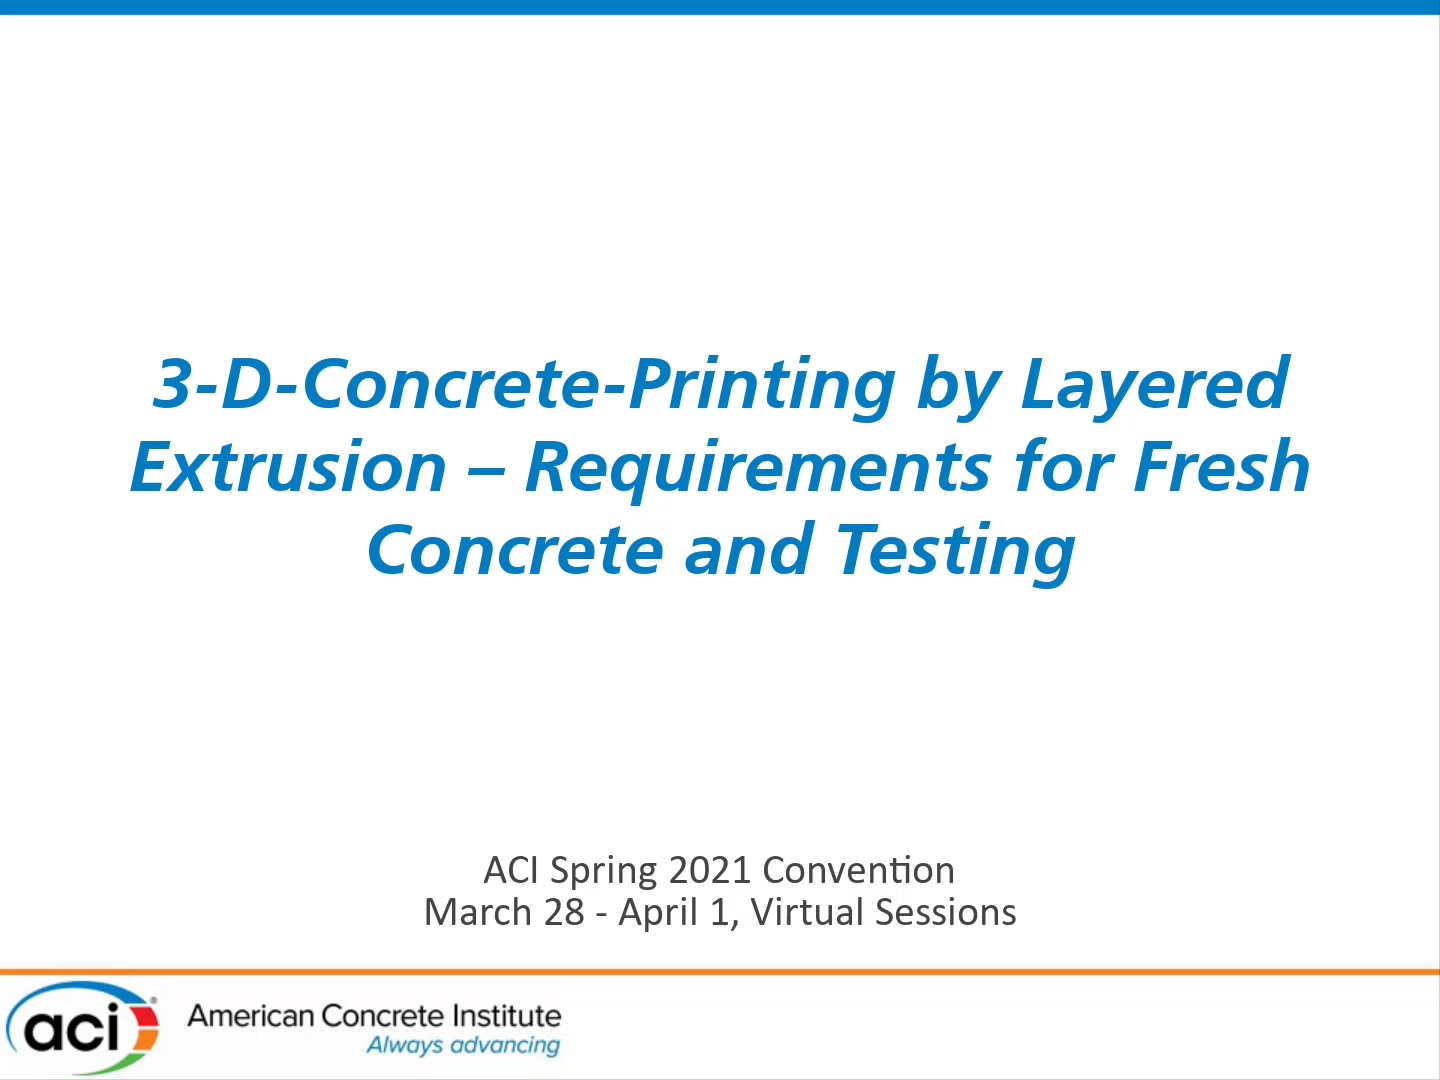 3-D-Concrete-Printing by Layered
Extrusion – Requirements for Fresh
Concrete and Testing
ACI Spring 2021 Convention
March 28 - April 1, Virtual Sessions
aci®
American Concrete Institute
Always advancing